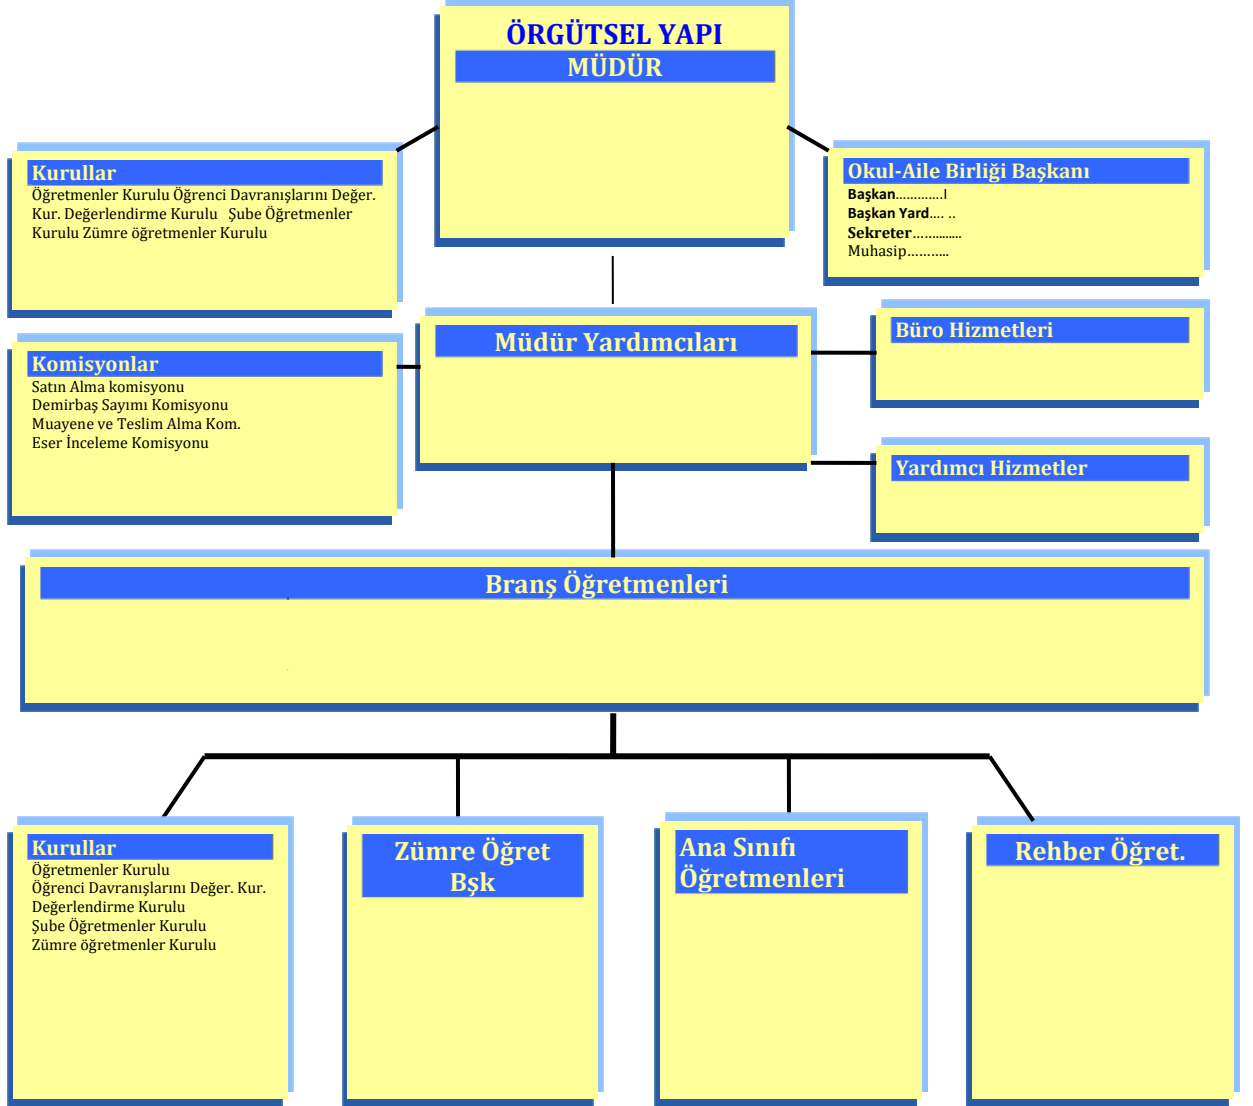 ÖRGÜTSEL YAPI
MÜDÜR
Kurullar
Öğretmenler Kurulu Öğrenci Davranışlarını Değer.
Kur. Değerlendirme Kurulu   Şube Öğretmenler
Kurulu Zümre öğretmenler Kurulu
Okul-Aile Birliği Başkanı
Başkan………….I
Başkan Yard…. ..
Sekreter…….........
Muhasip………..
Komisyonlar
Satın Alma komisyonu
Demirbaş Sayımı Komisyonu
Muayene ve Teslim Alma Kom.
Eser İnceleme Komisyonu
Müdür Yardımcıları
Büro Hizmetleri
Yardımcı Hizmetler
Branş Öğretmenleri
Kurullar
Öğretmenler Kurulu
Öğrenci Davranışlarını Değer. Kur.
Değerlendirme Kurulu
Şube Öğretmenler Kurulu
Zümre öğretmenler Kurulu
Zümre Öğret
Bşk
Ana Sınıfı
Öğretmenleri
Rehber Öğret.